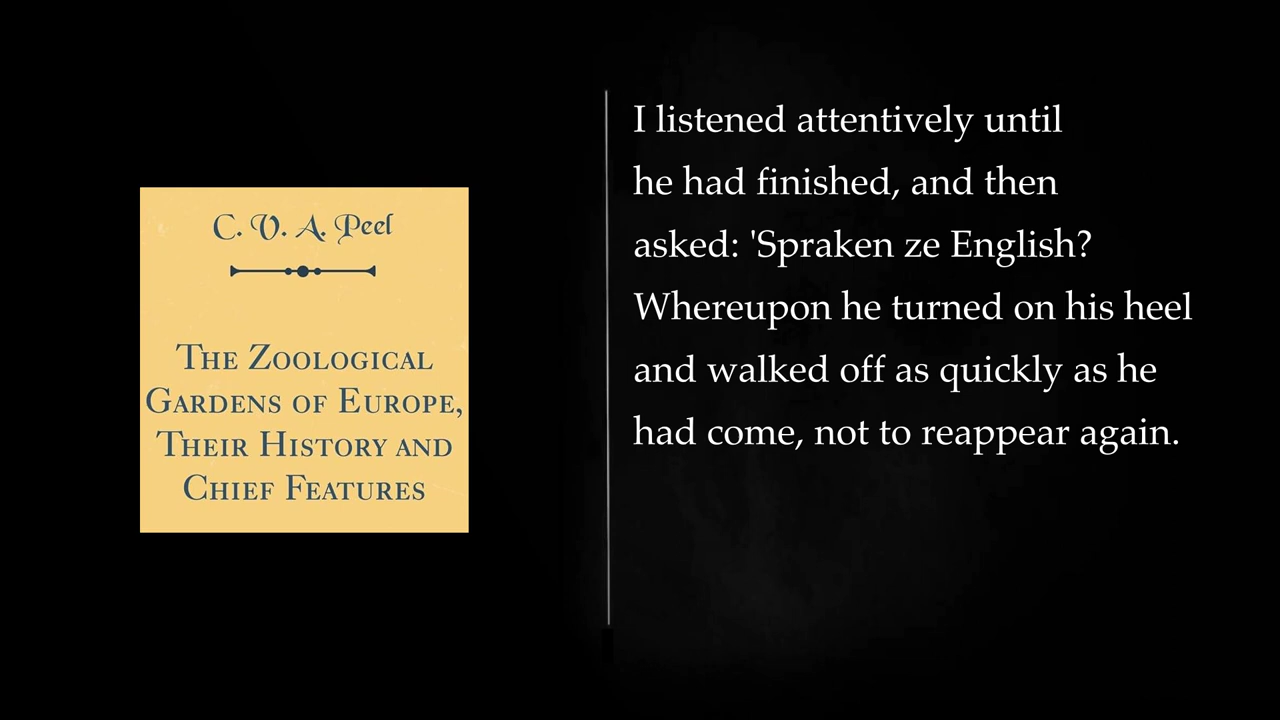 C. V. A. Peel
The Zoological
Gardens of Europe,
Their History and
Chief Features
I listened attentively until
he had finished, and then
asked: 'Spraken ze English?
Whereupon he turned on his heel
and walked off as quickly as he
had come, not to reappear again.